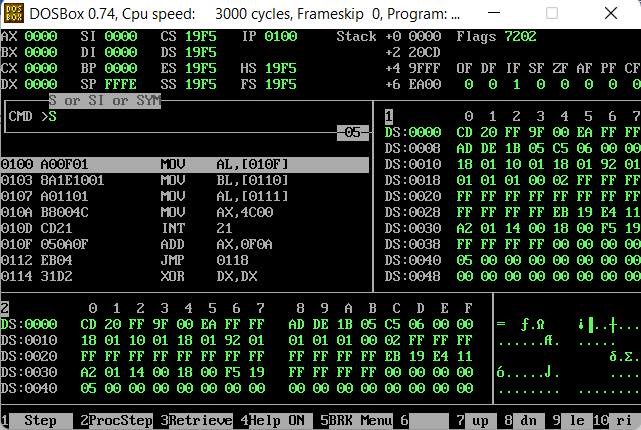 DOSBox 0.74, Cpu speed: 3000 cycles, Frameskip 0, Program: ...
AX 0000 SI 0000 CS 19F5 IP 0100 Stack +0 0000 Flags 7202
BX 0000 DI 0000 DS 19F5 +2 20CD
CX 0000 BP 0000 ES 19F5 HS 19F5 +4 9FFF OF DF IF SF ZF AF PF CF
DX 0000 SP FFFE SS 19F5 FS 19F5 +6 EA00 0 0 1 0 0 0 0 0
S or SI or SYM
CMD >S
05
0100 A00F01 MOV AL,[010F]
0103 8A1E1001 MOV BL,[0110]
0107 A01101 MOV AL,[0111]
010A B8004C MOV AX,4C00
010D CD21 INT 21
010F 050A0F ADD AX,0F0A
0112 EB04 JMP 0118
0114 31D2 XOR DX,DX
1 0 1 2 3 4 5 6 7
DS:0000 CD 20 FF 9F 00 EA FF FF
DS:0008 AD DE 1B 05 C5 06 00 00
DS:0010 18 01 10 01 18 01 92 01
DS:0018 01 01 01 00 02 FF FF FF
DS:0020 FF FF FF FF FF FF FF FF
DS:0028 FF FF FF FF EB 19 E4 11
DS:0030 A2 01 14 00 18 00 F5 19
DS:0038 FF FF FF FF 00 00 00 00
DS:0040 05 00 00 00 00 00 00 00
DS:0048 00 00 00 00 00 00 00 00
2 0 1 2 3 4 5 6 7 8 9 A B C D E F
DS:0000 CD 20 FF 9F 00 EA FF FF AD DE 1B 05 C5 06 00 00
DS:0010 18 01 10 01 18 01 92 01 01 01 01 00 02 FF FF FF
DS:0020 FF FF FF FF FF FF FF FF FF FF FF FF EB 19 E4 11
DS:0030 A2 01 14 00 18 00 F5 19 FF FF FF FF 00 00 00 00
DS:0040 05 00 00 00 00 00 00 00 00 00 00 00 00 00 00 00
= ƒ.Ω ¡▐..┼.
......ff. .......
δ.Σ.
ó.....J. ....
........ ........
1 Step 2ProcStep 3Retrieve 4Help ON 5BRK Menu 6 7 up 8 dn 9 le 10 ri